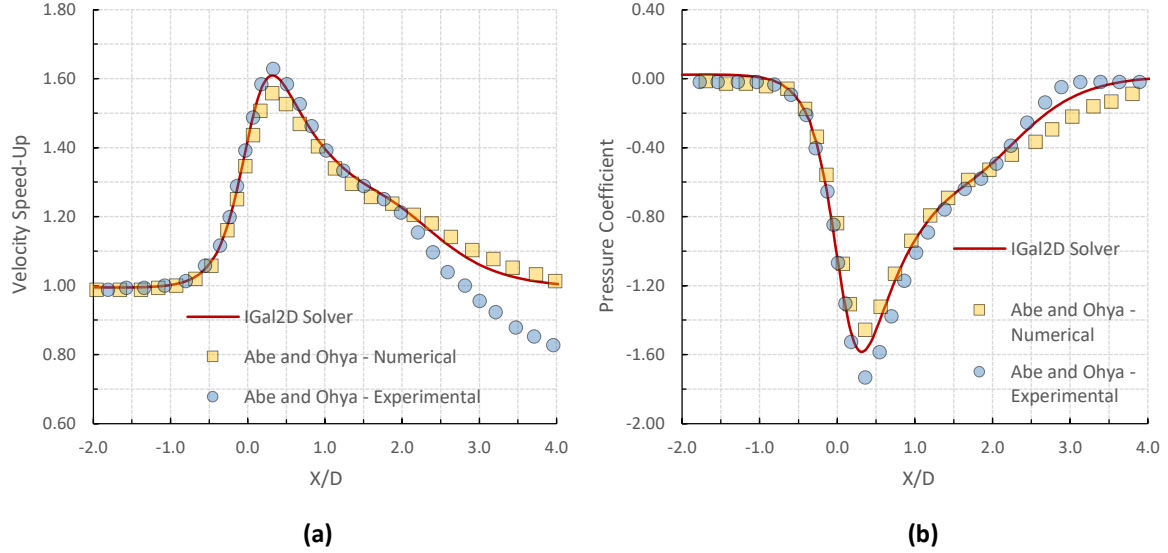 1.80
1.60
1.40
1.20
1.00
0.80
0.60
Velocity Speed-Up
IGal2D Solver
Abe and Ohya - Numerical
Abe and Ohya - Experimental
-2.0
-1.0
0.0
1.0
2.0
3.0
4.0
X/D
(a)
0.40
0.00
-0.40
-0.80
-1.20
-1.60
-2.00
Pressure Coefficient
IGal2D Solver
Abe and Ohya -
Numerical
Abe and Ohya -
Experimental
-2.0
-1.0
0.0
1.0
2.0
3.0
4.0
X/D
(b)